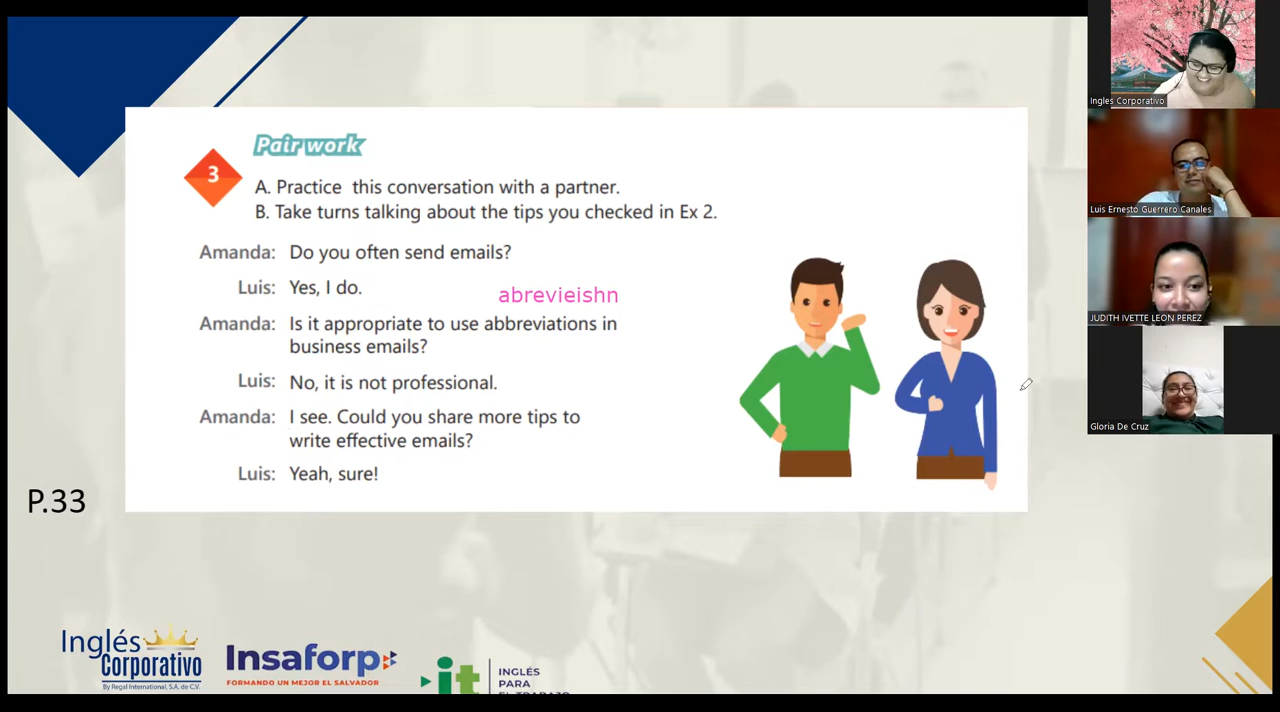 Pair work
3
A. Practice this conversation with a partner.
B. Take turns talking about the tips you checked in Ex 2.
Amanda: Do you often send emails?
Luis: Yes, I do.
abrevieishn
Amanda: Is it appropriate to use abbreviations in
business emails?
Luis: No, it is not professional.
Amanda: I see. Could you share more tips to
write effective emails?
Luis: Yeah, sure!
P.33
Inglés
Corporativo
By Regal International, S.A. de C.V.
Insaforp
FORMANDO UN MEJOR EL SALVADOR
it
INGLÉS
PARA
EL TRABAJO
Ingles Corporativo
Luis Ernesto Guerrero Canales
JUDITH IVETTE LEON PEREZ
Gloria De Cruz